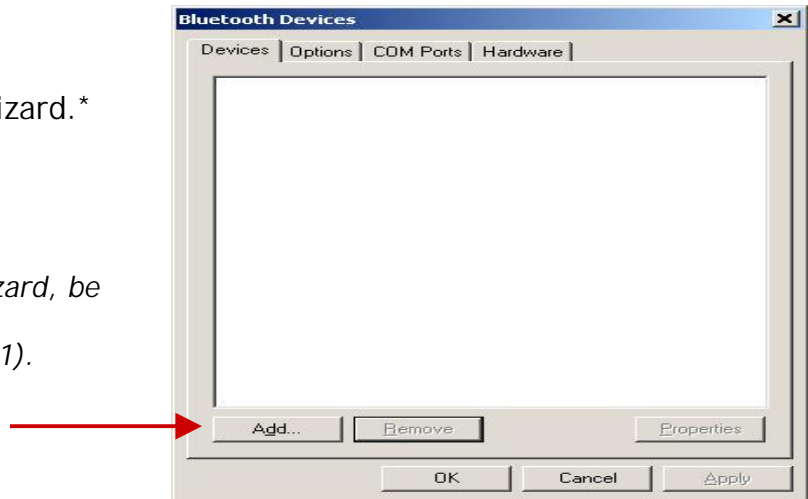 Bluetooth Devices
Devices Options COM Ports Hardware
izard.*
zard, be
1).
Add... Remove Properties
OK Cancel Apply